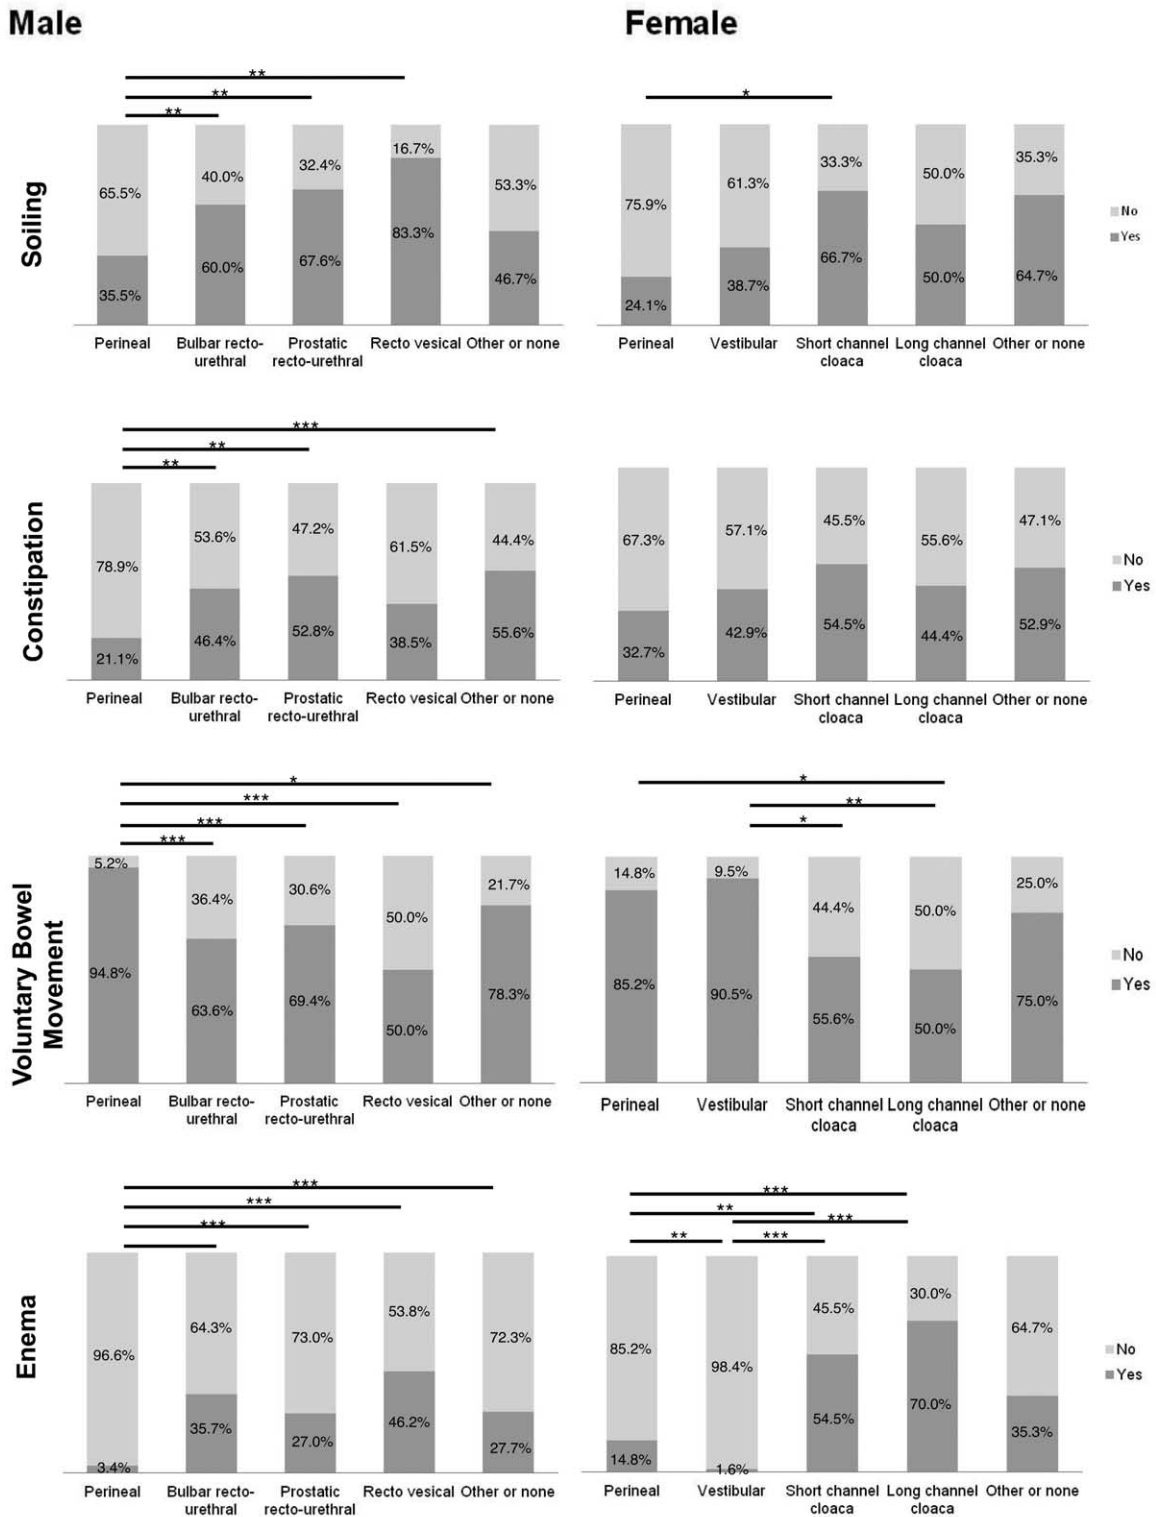 Male
Female
Soiling
**
**
**
65.5%
35.5%
40.0%
60.0%
32.4%
67.6%
16.7%
83.3%
53.3%
46.7%
Perineal
Bulbar recto-
urethral
Prostatic
recto-urethral
Recto vesical
Other or none
*
75.9%
24.1%
61.3%
38.7%
33.3%
66.7%
50.0%
50.0%
35.3%
64.7%
Perineal
Vestibular
Short channel
cloaca
Long channel
cloaca
Other or none
No
Yes
Constipation
***
**
**
78.9%
21.1%
53.6%
46.4%
47.2%
52.8%
61.5%
38.5%
44.4%
55.6%
Perineal
Bulbar recto-
urethral
Prostatic
recto-urethral
Recto vesical
Other or none
67.3%
32.7%
57.1%
42.9%
45.5%
54.5%
55.6%
44.4%
47.1%
52.9%
Perineal
Vestibular
Short channel
cloaca
Long channel
cloaca
Other or none
No
Yes
Voluntary Bowel
Movement
*
***
***
***
5.2%
94.8%
36.4%
63.6%
30.6%
69.4%
50.0%
50.0%
21.7%
78.3%
Perineal
Bulbar recto-
urethral
Prostatic
recto-urethral
Recto vesical
Other or none
*
**
*
14.8%
85.2%
9.5%
90.5%
44.4%
55.6%
50.0%
50.0%
25.0%
75.0%
Perineal
Vestibular
Short channel
cloaca
Long channel
cloaca
Other or none
No
Yes
Enema
***
***
***
96.6%
3.4%
64.3%
35.7%
73.0%
27.0%
53.8%
46.2%
72.3%
27.7%
Perineal
Bulbar recto-
urethral
Prostatic
recto-urethral
Recto vesical
Other or none
***
**
***
**
***
85.2%
14.8%
98.4%
1.6%
45.5%
54.5%
30.0%
70.0%
64.7%
35.3%
Perineal
Vestibular
Short channel
cloaca
Long channel
cloaca
Other or none
No
Yes